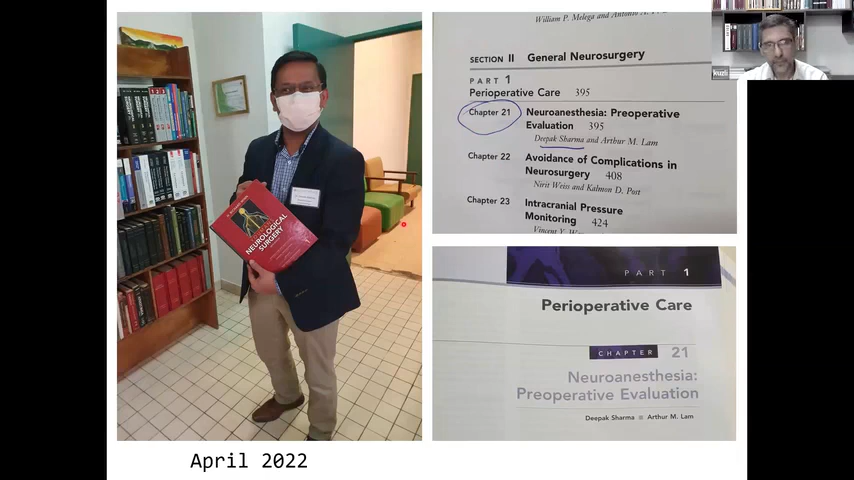 NEUROLOGICAL
SURGERY
William P. Melega and
SECTION II General Neurosurgery
PART 1
Perioperative Care 395
Chapter 21 Neuroanesthesia: Preoperative
Evaluation 395
Deepak Sharma and Arthur M. Lam
Chapter 22 Avoidance of Complications in
Neurosurgery 408
Nirit Weiss and Kalmon D. Post
Chapter 23 Intracranial Pressure
Monitoring 424
Vincent Y.
PART 1
Perioperative Care
CHAPTER 21
Neuroanesthesia:
Preoperative Evaluation
Deepak Sharma ■ Arthur M. Lam
April 2022